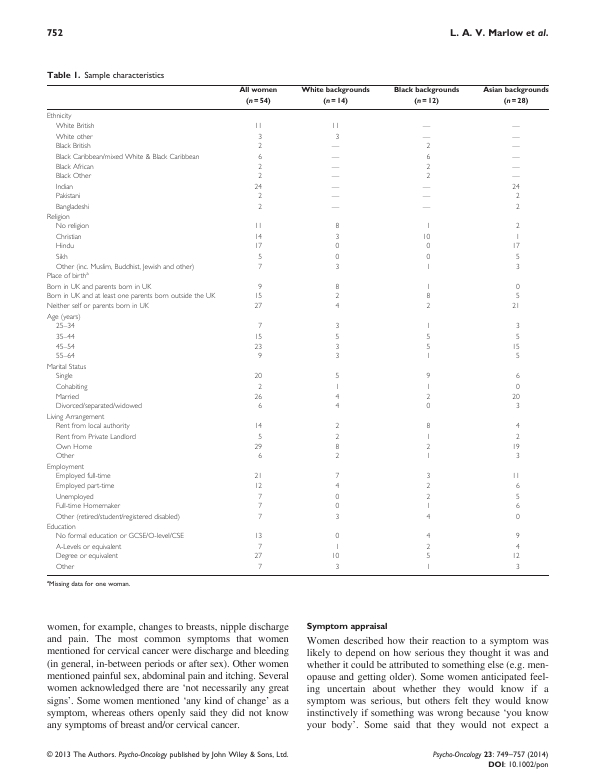 752
L. A. V. Marlow et al.
Table 1. Sample characteristics
All women White backgrounds Black backgrounds Asian backgrounds
(n = 54) (n = 14) (n = 12) (n = 28)
Ethnicity
White British 11 11 — —
White other 3 3 — —
Black British 2 — 2 —
Black Caribbean/mixed White & Black Caribbean 6 — 6 —
Black African 2 — 2 —
Black Other 2 — 2 —
Indian 24 — — 24
Pakistani 2 — — 2
Bangladeshi 2 — — 2
Religion
No religion 11 8 1 2
Christian 14 3 10 1
Hindu 17 0 0 17
Sikh 5 0 0 5
Other (inc. Muslim, Buddhist, Jewish and other) 7 3 1 3
Place of birthᵃ
Born in UK and parents born in UK 9 8 1 0
Born in UK and at least one parents born outside the UK 15 2 8 5
Neither self or parents born in UK 27 4 2 21
Age (years)
25–34 7 3 1 3
35–44 15 5 5 5
45–54 23 3 5 15
55–64 9 3 1 5
Marital Status
Single 20 5 9 6
Cohabiting 2 1 1 0
Married 26 4 2 20
Divorced/separated/widowed 6 4 0 3
Living Arrangement
Rent from local authority 14 2 8 4
Rent from Private Landlord 5 2 1 2
Own Home 29 8 2 19
Other 6 2 1 3
Employment
Employed full-time 21 7 3 11
Employed part-time 12 4 2 6
Unemployed 7 0 2 5
Full-time Homemaker 7 0 1 6
Other (retired/student/registered disabled) 7 3 4 0
Education
No formal education or GCSE/O-level/CSE 13 0 4 9
A-Levels or equivalent 7 1 2 4
Degree or equivalent 27 10 5 12
Other 7 3 1 3
ᵃMissing data for one woman.
women, for example, changes to breasts, nipple discharge
and pain. The most common symptoms that women
mentioned for cervical cancer were discharge and bleeding
(in general, in-between periods or after sex). Other women
mentioned painful sex, abdominal pain and itching. Several
women acknowledged there are ‘not necessarily any great
signs’. Some women mentioned ‘any kind of change’ as a
symptom, whereas others openly said they did not know
any symptoms of breast and/or cervical cancer.
Symptom appraisal
Women described how their reaction to a symptom was
likely to depend on how serious they thought it was and
whether it could be attributed to something else (e.g. men-
opause and getting older). Some women anticipated feel-
ing uncertain about whether they would know if a
symptom was serious, but others felt they would know
instinctively if something was wrong because ‘you know
your body’. Some said that they would not expect a
© 2013 The Authors. Psycho-Oncology published by John Wiley & Sons, Ltd.
Psycho-Oncology 23: 749–757 (2014)
DOI: 10.1002/pon